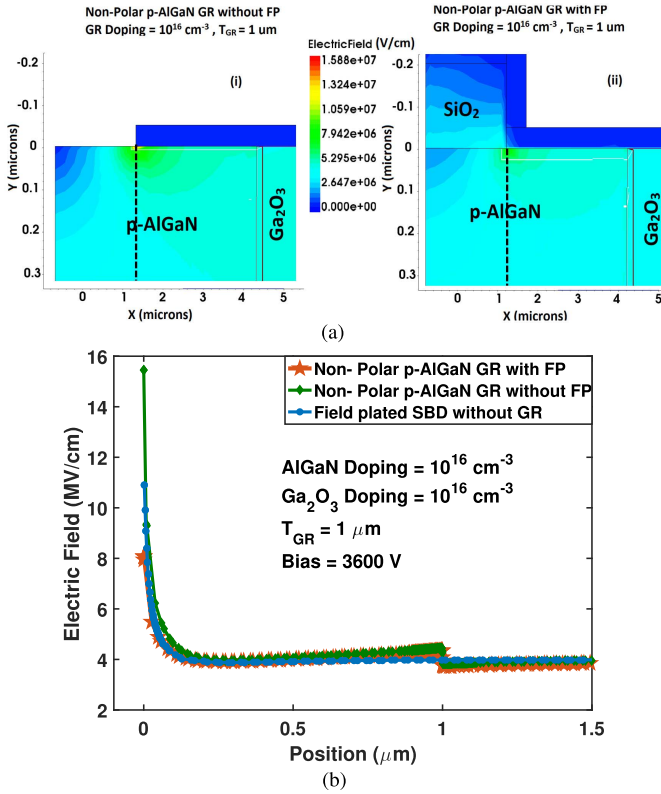 Non-Polar p-AlGaN GR without FP
GR Doping = 10¹⁶ cm⁻³ , T_GR = 1 um
Non-Polar p-AlGaN GR with FP
GR Doping = 10¹⁶ cm⁻³ , T_GR = 1 um
ElectricField (V/cm)
1.588e+07
1.324e+07
1.059e+07
7.942e+06
5.295e+06
2.647e+06
0.000e+00
(i)
Y (microns)
-0.2
-0.1
0
0.1
0.2
0.3
p-AlGaN
Ga₂O₃
0 1 2 3 4 5
X (microns)
(ii)
Y (microns)
-0.2
-0.1
0
0.1
0.2
0.3
SiO₂
p-AlGaN
Ga₂O₃
0 1 2 3 4 5
X (microns)
(a)
Non- Polar p-AlGaN GR with FP
Non- Polar p-AlGaN GR without FP
Field plated SBD without GR
AlGaN Doping = 10¹⁶ cm⁻³
Ga₂O₃ Doping = 10¹⁶ cm⁻³
T_GR = 1 μm
Bias = 3600 V
Electric Field (MV/cm)
16
14
12
10
8
6
4
2
0 0.5 1 1.5
Position (μm)
(b)